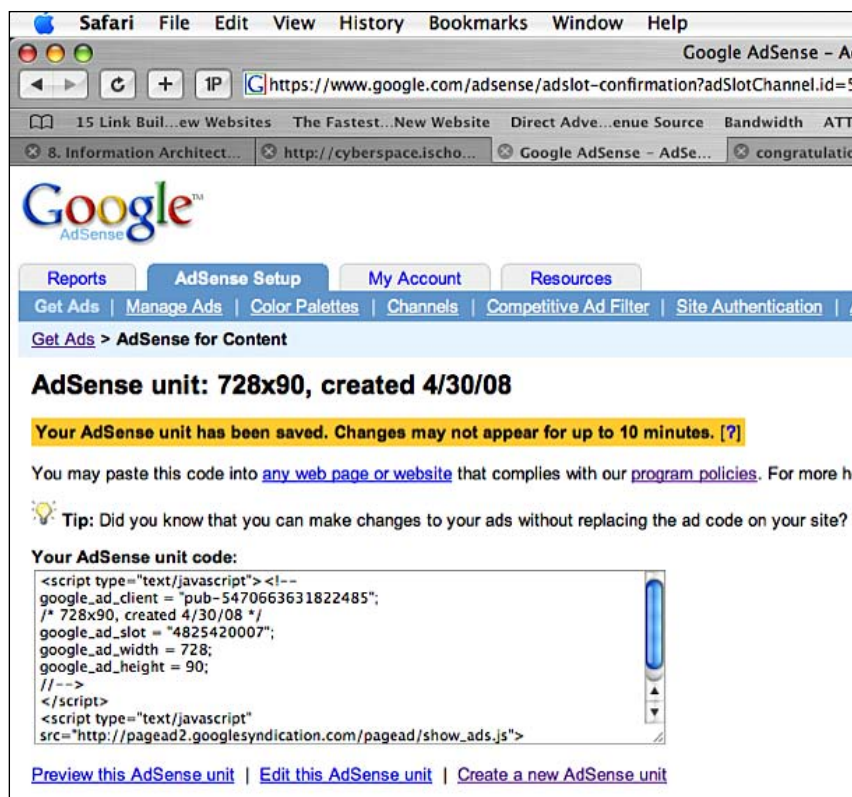 Safari File Edit View History Bookmarks Window Help
Google AdSense – A
1P G https://www.google.com/adsense/adslot-confirmation?adSlotChannel.id=5
15 Link Buil...ew Websites The Fastest...New Website Direct Adve...enue Source Bandwidth ATT
8. Information Architect... http://cyberspace.ischo... Google AdSense – AdSe... congratulatio
Google™
AdSense
Reports AdSense Setup My Account Resources
Get Ads | Manage Ads | Color Palettes | Channels | Competitive Ad Filter | Site Authentication |
Get Ads > AdSense for Content
AdSense unit: 728x90, created 4/30/08
Your AdSense unit has been saved. Changes may not appear for up to 10 minutes. [?]
You may paste this code into any web page or website that complies with our program policies. For more h
Tip: Did you know that you can make changes to your ads without replacing the ad code on your site?
Your AdSense unit code:
<script type="text/javascript"><!--
google_ad_client = "pub-5470663631822485";
/* 728x90, created 4/30/08 */
google_ad_slot = "4825420007";
google_ad_width = 728;
google_ad_height = 90;
//-->
</script>
<script type="text/javascript"
src="http://pagead2.googlesyndication.com/pagead/show_ads.js">
Preview this AdSense unit | Edit this AdSense unit | Create a new AdSense unit